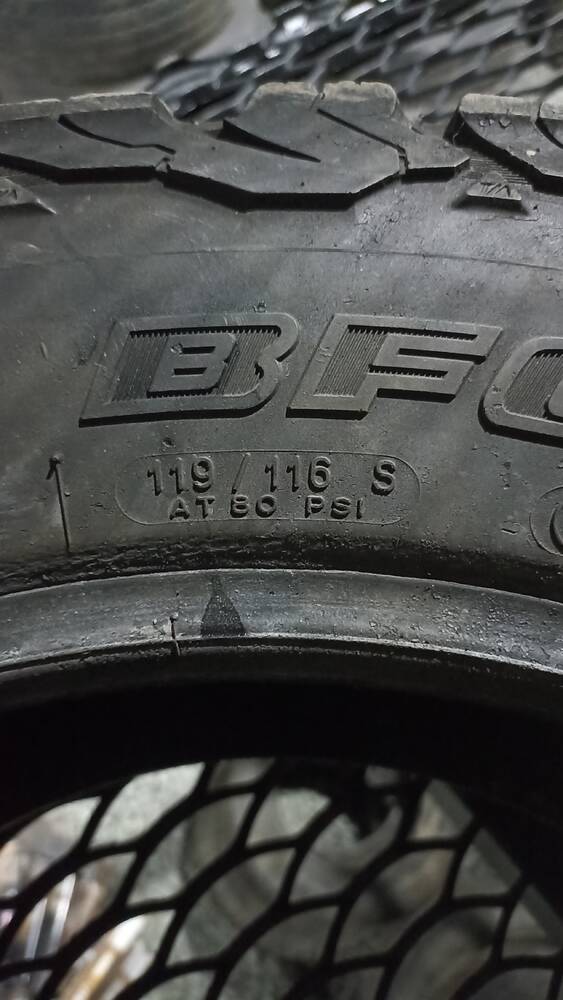 BF
119 / 116 S
AT 80 PSI